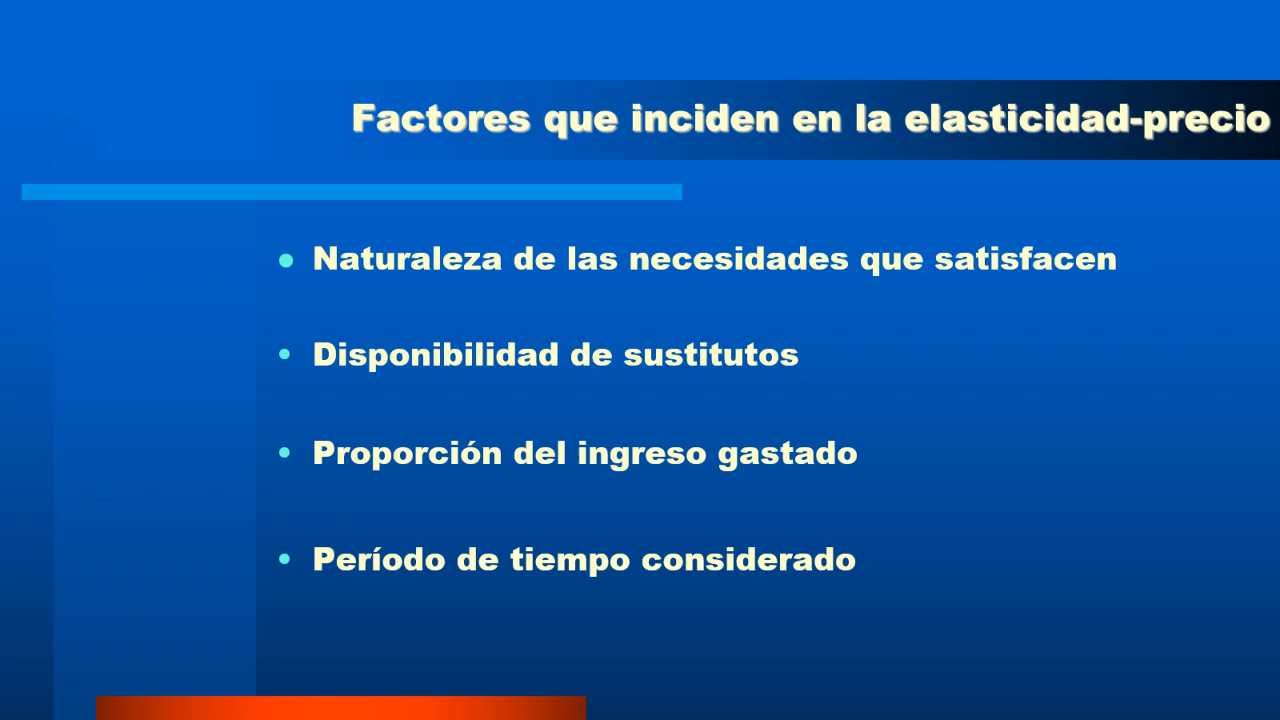 Factores que inciden en la elasticidad-precio
• Naturaleza de las necesidades que satisfacen
• Disponibilidad de sustitutos
• Proporción del ingreso gastado
• Período de tiempo considerado